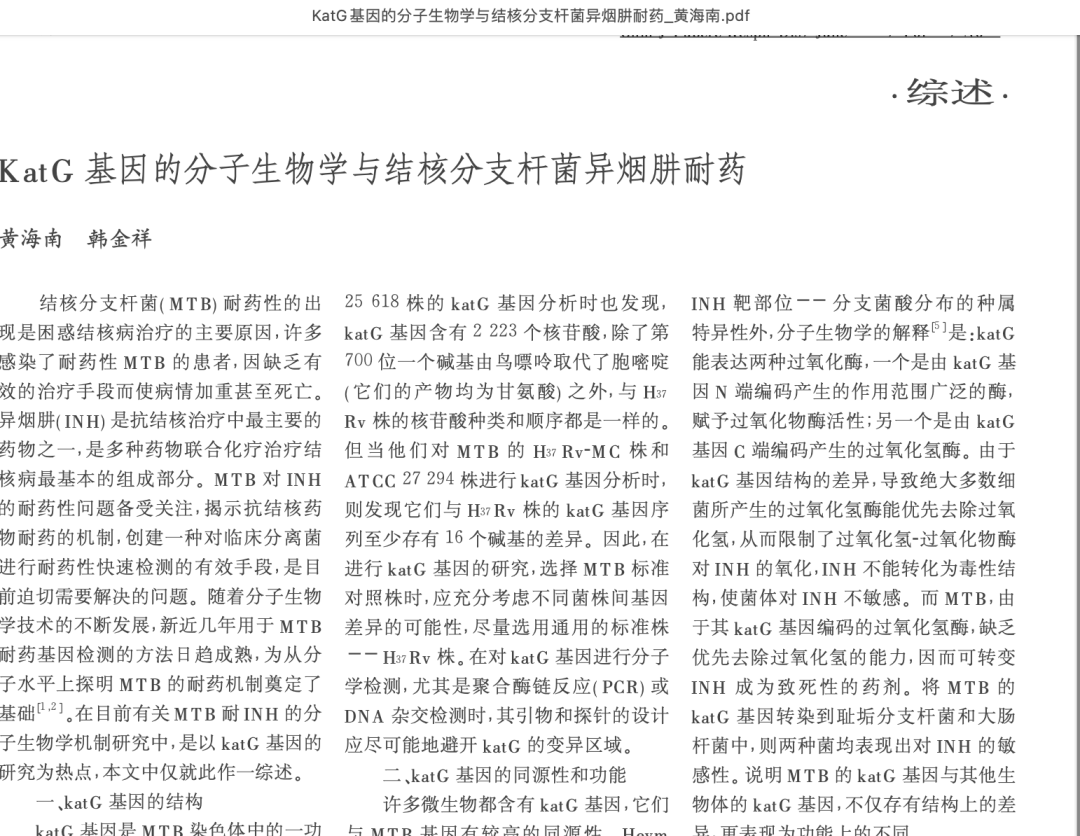 KatG基因的分子生物学与结核分支杆菌异烟肼耐药_黄海南.pdf
·综述·
KatG 基因的分子生物学与结核分支杆菌异烟肼耐药
黄海南 韩金祥
结核分支杆菌(MTB)耐药性的出
现是困惑结核病治疗的主要原因,许多
感染了耐药性 MTB 的患者,因缺乏有
效的治疗手段而使病情加重甚至死亡。
异烟肼(INH)是抗结核治疗中最主要的
药物之一,是多种药物联合化疗治疗结
核病最基本的组成部分。MTB 对 INH
的耐药性问题备受关注,揭示抗结核药
物耐药的机制,创建一种对临床分离菌
进行耐药性快速检测的有效手段,是目
前迫切需要解决的问题。随着分子生物
学技术的不断发展,新近几年用于 MTB
耐药基因检测的方法日趋成熟,为从分
子水平上探明 MTB 的耐药机制奠定了
基础[1,2]。在目前有关 MTB 耐 INH 的分
子生物学机制研究中,是以 katG 基因的
研究为热点,本文中仅就此作一综述。
一、katG 基因的结构
katG 基因是 MTB 染色体中的一功
25 618 株的 katG 基因分析时也发现,
katG 基因含有 2 223 个核苷酸,除了第
700 位一个碱基由鸟嘌呤取代了胞嘧啶
(它们的产物均为甘氨酸)之外,与 H37
Rv 株的核苷酸种类和顺序都是一样的。
但当他们对 MTB 的 H37 Rv-MC 株和
ATCC 27 294 株进行 katG 基因分析时,
则发现它们与 H37 Rv 株的 katG 基因序
列至少存有 16 个碱基的差异。因此,在
进行 katG 基因的研究,选择 MTB 标准
对照株时,应充分考虑不同菌株间基因
差异的可能性,尽量选用通用的标准株
——H37 Rv 株。在对 katG 基因进行分子
学检测,尤其是聚合酶链反应(PCR)或
DNA 杂交检测时,其引物和探针的设计
应尽可能地避开 katG 的变异区域。
二、katG 基因的同源性和功能
许多微生物都含有 katG 基因,它们
与 MTB 基因有较高的同源性。Heym
INH 靶部位——分支菌酸分布的种属
特异性外,分子生物学的解释[5]是:katG
能表达两种过氧化酶,一个是由 katG 基
因 N 端编码产生的作用范围广泛的酶,
赋予过氧化物酶活性;另一个是由 katG
基因 C 端编码产生的过氧化氢酶。由于
katG 基因结构的差异,导致绝大多数细
菌所产生的过氧化氢酶能优先去除过氧
化氢,从而限制了过氧化氢-过氧化物酶
对 INH 的氧化,INH 不能转化为毒性结
构,使菌体对 INH 不敏感。而 MTB,由
于其 katG 基因编码的过氧化氢酶,缺乏
优先去除过氧化氢的能力,因而可转变
INH 成为致死性的药剂。将 MTB 的
katG 基因转染到耻垢分支杆菌和大肠
杆菌中,则两种菌均表现出对 INH 的敏
感性。说明 MTB 的 katG 基因与其他生
物体的 katG 基因,不仅存有结构上的差
异,更表现为功能上的不同